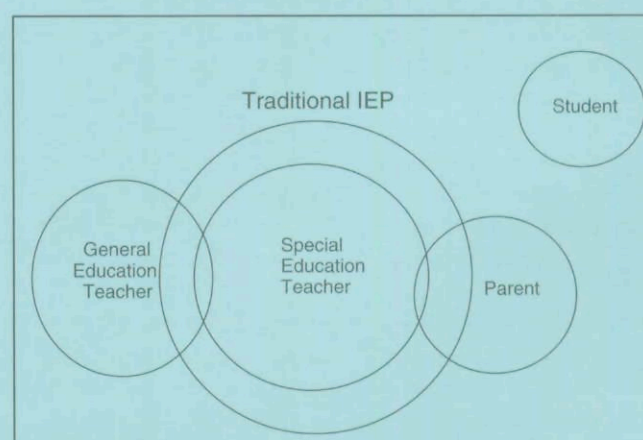 Traditional IEP
Student
General
Education
Teacher
Special
Education
Teacher
Parent